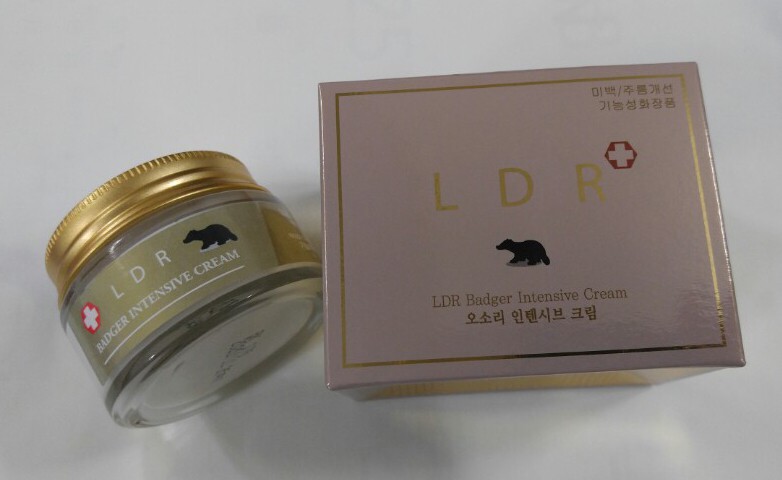 LDR
BADGER INTENSIVE CREAM
미백/주름개선
기능성화장품
LDR
LDR Badger Intensive Cream
오소리 인텐시브 크림